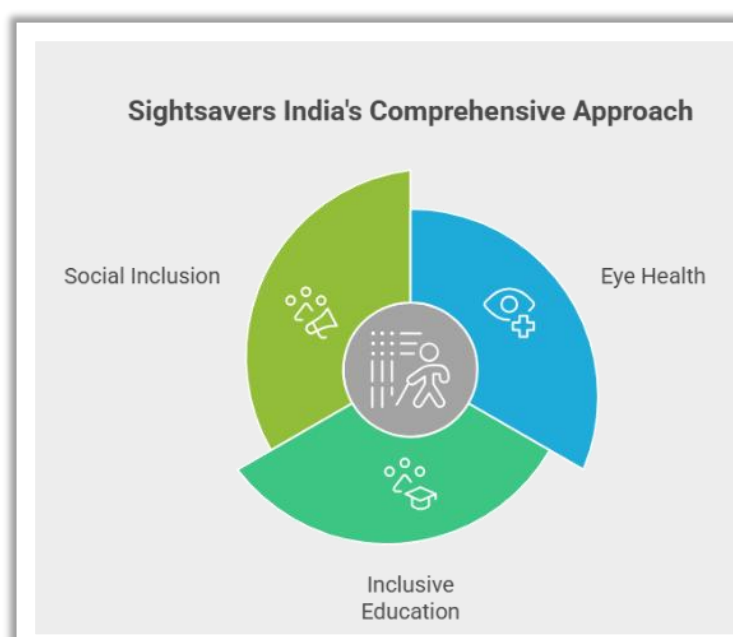 Sightsavers India's Comprehensive Approach
Social Inclusion
Eye Health
Inclusive
Education